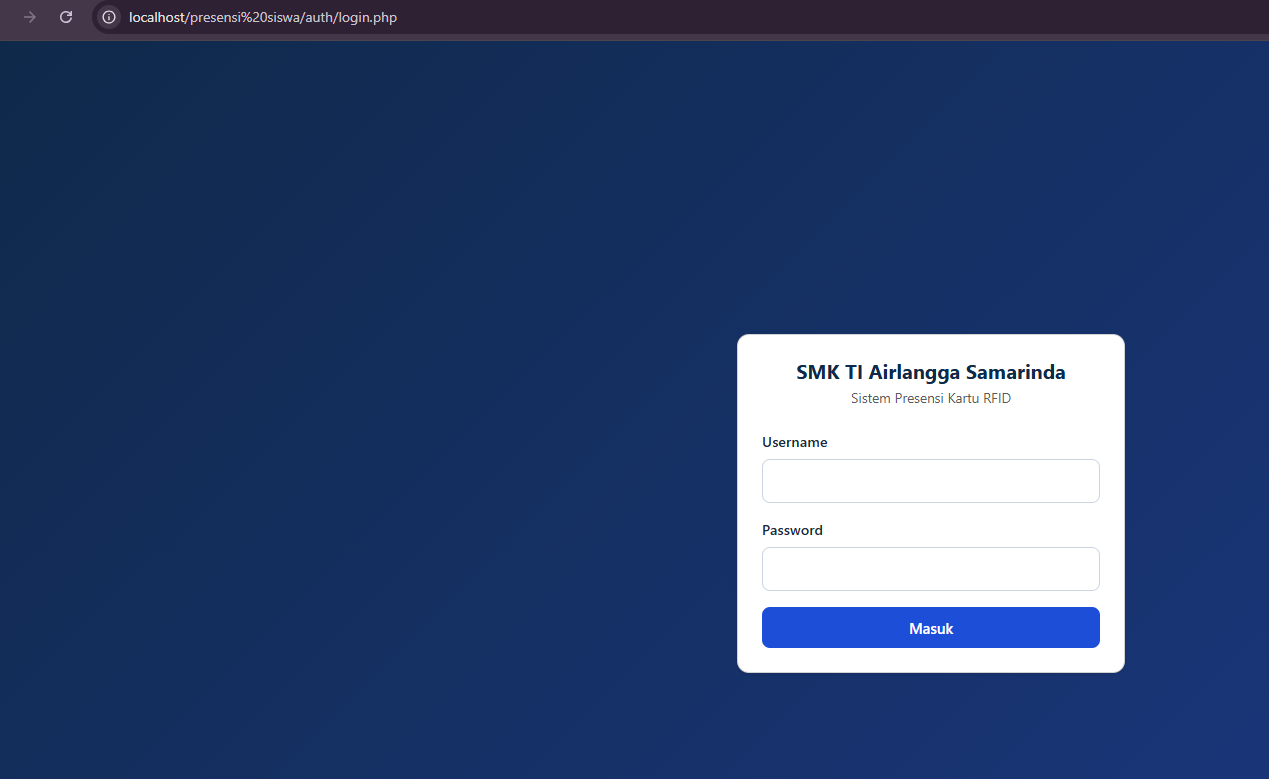 localhost/presensi%20siswa/auth/login.php
SMK TI Airlangga Samarinda
Sistem Presensi Kartu RFID
Username
Password
Masuk